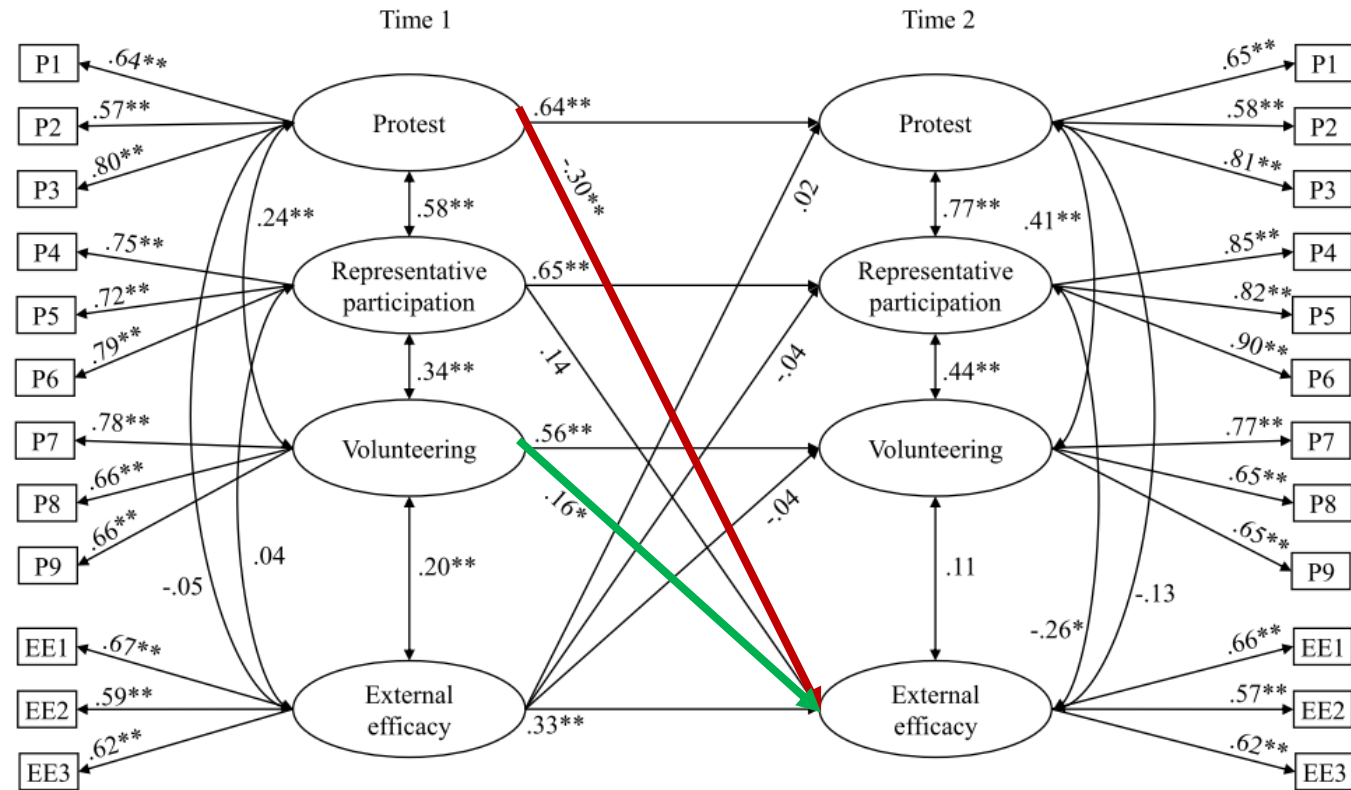 Time 1
Time 2
P1
.64**
P2
.57**
P3
.80**
P4
.75**
P5
.72**
P6
.79**
P7
.78**
P8
.66**
P9
.66**
EE1
.67**
EE2
.59**
EE3
.62**
Protest
.58**
.24**
Representative
participation
.34**
Volunteering
.20**
.04
-.05
External
efficacy
.64**
-.30**
.02
.65**
.14
-.04
.56**
.16*
-.04
.33**
Protest
.77**
.41**
Representative
participation
.44**
Volunteering
.11
-.26*
-.13
External
efficacy
.65**
P1
.58**
P2
.81**
P3
.85**
P4
.82**
P5
.90**
P6
.77**
P7
.65**
P8
.65**
P9
.66**
EE1
.57**
EE2
.62**
EE3